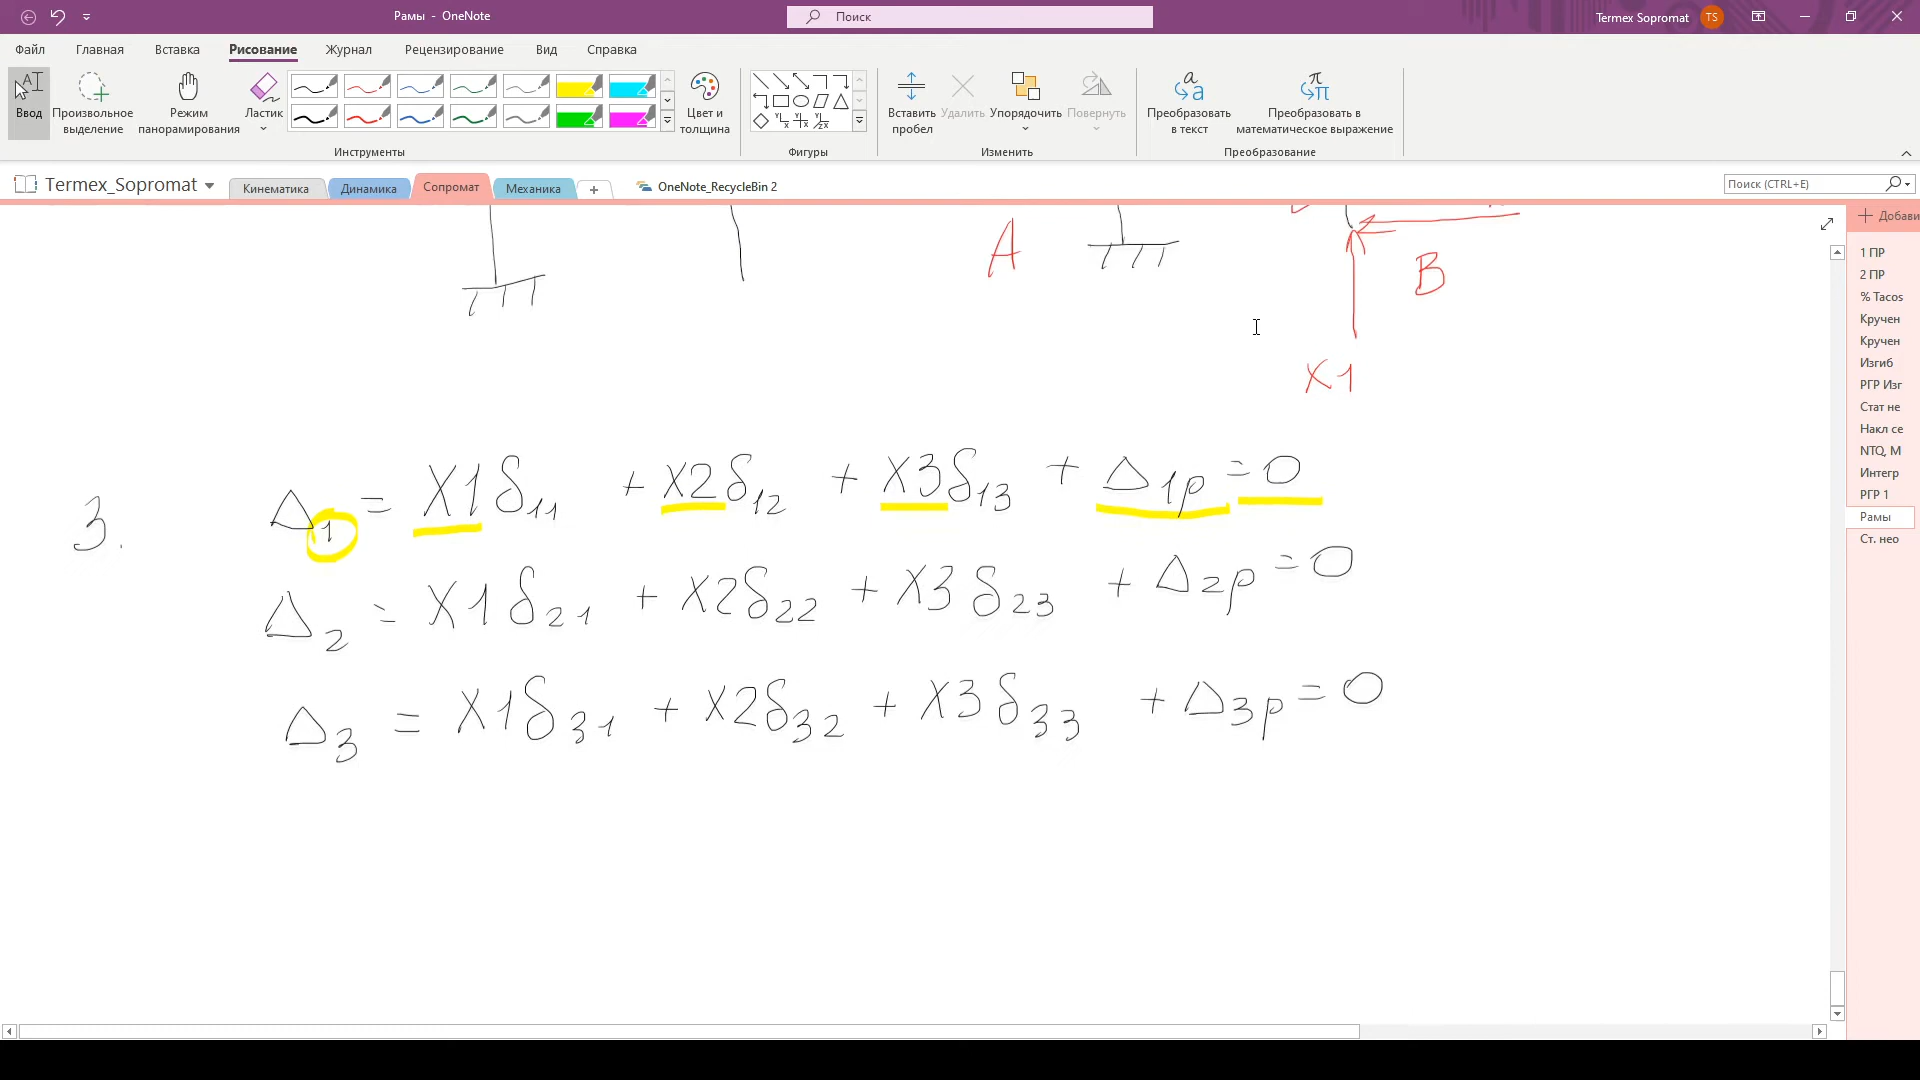 Рамы - OneNote
Поиск
Termex Sopromat
TS
Файл Главная Вставка Рисование Журнал Рецензирование Вид Справка
Ввод
Произвольное выделение
Режим панорамирования
Ластик
Цвет и толщина
Вставить пробел
Удалить
Упорядочить
Повернуть
Преобразовать в текст
Преобразовать в математическое выражение
Инструменты Фигуры Изменить Преобразование
Termex_Sopromat Кинематика Динамика Сопромат Механика + OneNote_RecycleBin 2
Поиск (CTRL+E)
+ Добави
1 ПР
2 ПР
% Tacos
Кручен
Кручен
Изгиб
РГР Изг
Стат не
Накл се
NTQ, M
Интегр
РГР 1
Рамы
Ст. нео
A
B
X1
3.
Δ₁ = X1δ₁₁ + X2δ₁₂ + X3δ₁₃ + Δ₁ₚ = 0
Δ₂ = X1δ₂₁ + X2δ₂₂ + X3δ₂₃ + Δ₂ₚ = 0
Δ₃ = X1δ₃₁ + X2δ₃₂ + X3δ₃₃ + Δ₃ₚ = 0